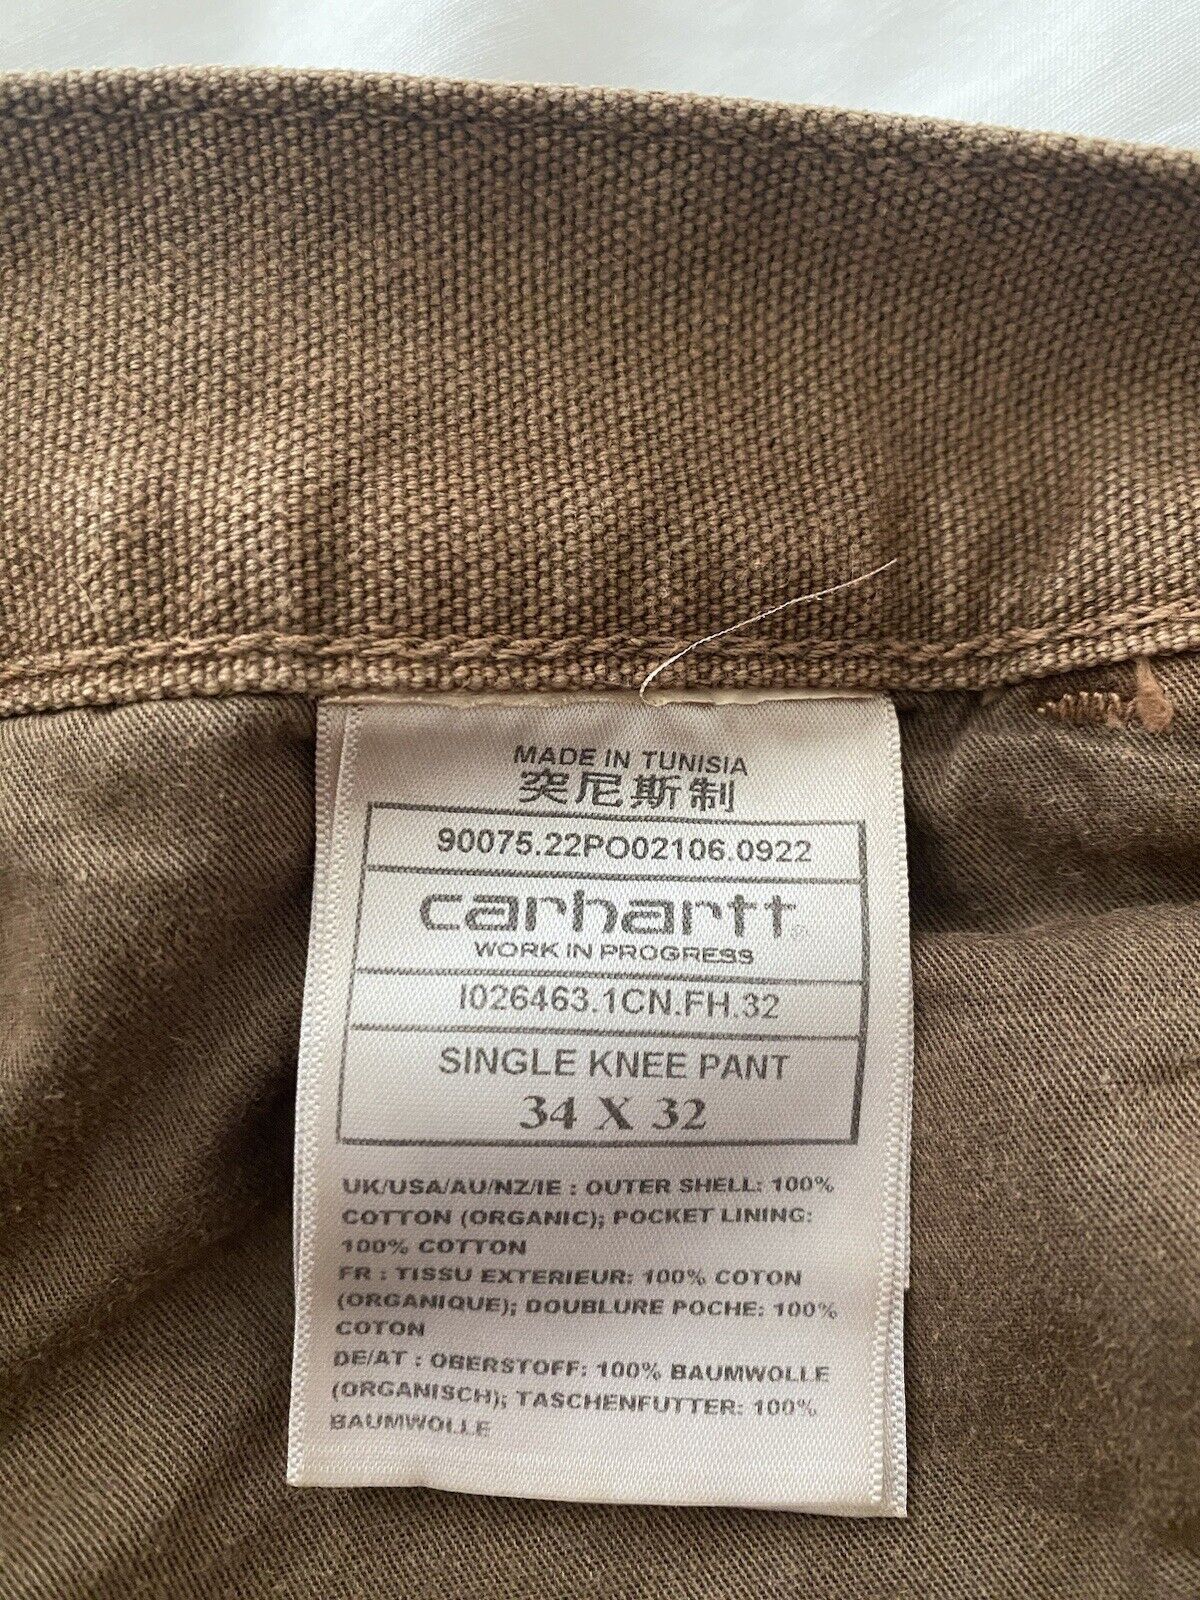 MADE IN TUNISIA
突尼斯制
90075.22PO02106.0922
carhartt®
WORK IN PROGRESS
I026463.1CN.FH.32
SINGLE KNEE PANT
34 X 32
UK/USA/AU/NZ/IE : OUTER SHELL: 100%
COTTON (ORGANIC); POCKET LINING:
100% COTTON
FR : TISSU EXTERIEUR: 100% COTON
(ORGANIQUE); DOUBLURE POCHE: 100%
COTON
DE/AT : OBERSTOFF: 100% BAUMWOLLE
(ORGANISCH); TASCHENFUTTER: 100%
BAUMWOLLE